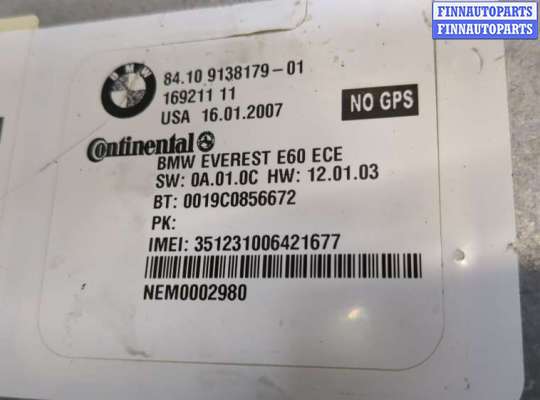 FINNAUTOPARTS
FINNAUTOPARTS
BMW
84.10 9138179-01
169211 11
USA 16.01.2007
NO GPS
Continental
BMW EVEREST E60 ECE
SW: 0A.01.0C HW: 12.01.03
BT: 0019C0856672
PK:
IMEI: 351231006421677
NEM0002980